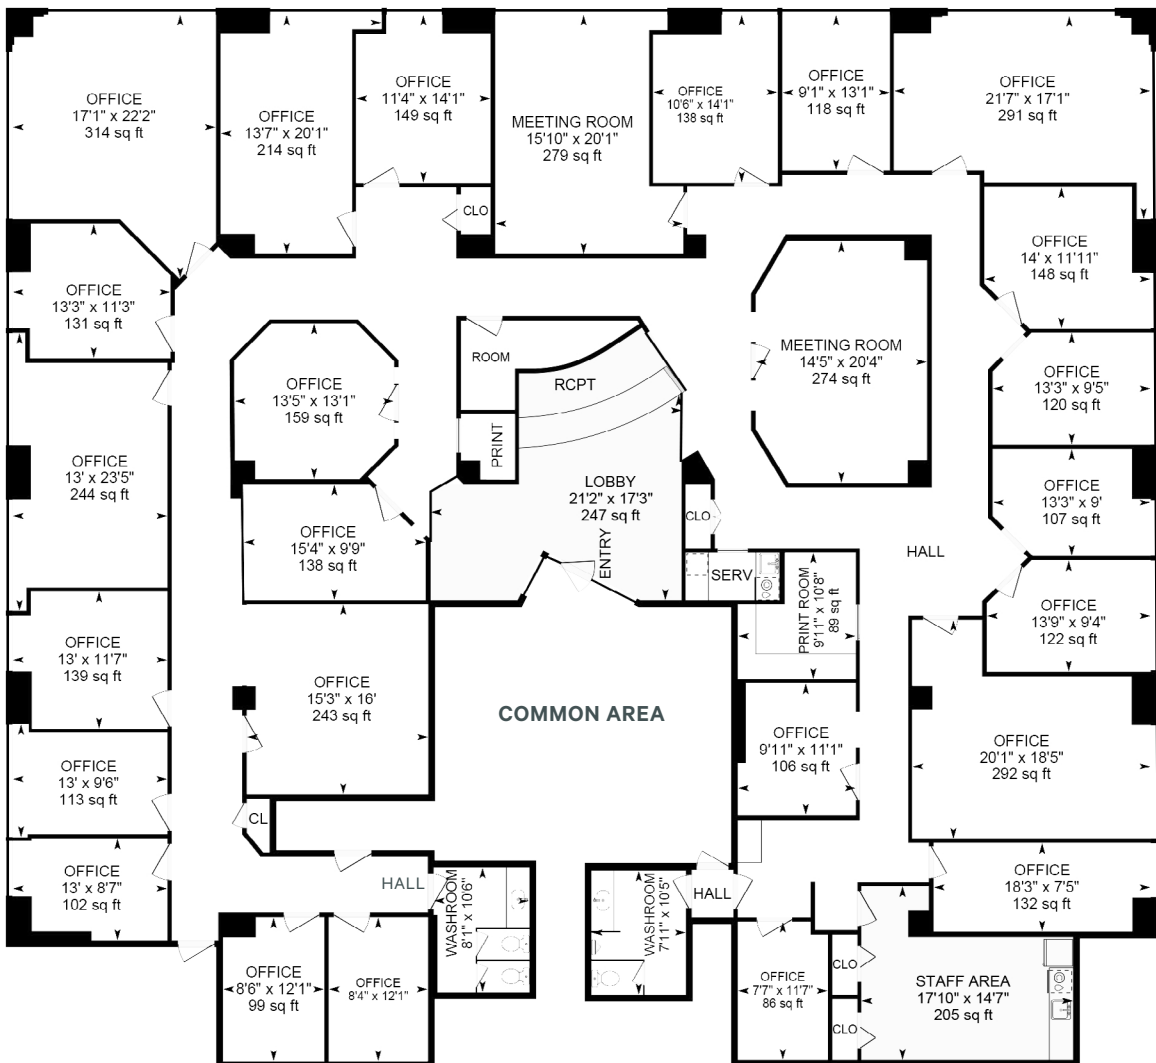 OFFICE
17'1" x 22'2"
314 sq ft
OFFICE
13'7" x 20'1"
214 sq ft
OFFICE
11'4" x 14'1"
149 sq ft
MEETING ROOM
15'10" x 20'1"
279 sq ft
OFFICE
10'6" x 14'1"
138 sq ft
OFFICE
9'1" x 13'1"
118 sq ft
OFFICE
21'7" x 17'1"
291 sq ft
CLO
OFFICE
14' x 11'11"
148 sq ft
OFFICE
13'3" x 11'3"
131 sq ft
OFFICE
13'5" x 13'1"
159 sq ft
ROOM
RCPT
MEETING ROOM
14'5" x 20'4"
274 sq ft
OFFICE
13'3" x 9'5"
120 sq ft
OFFICE
13' x 23'5"
244 sq ft
PRINT
LOBBY
21'2" x 17'3"
247 sq ft
CLO
OFFICE
13'3" x 9'
107 sq ft
OFFICE
15'4" x 9'9"
138 sq ft
ENTRY
SERV
HALL
PRINT ROOM
9'11" x 10'8"
89 sq ft
OFFICE
13'9" x 9'4"
122 sq ft
OFFICE
13' x 11'7"
139 sq ft
OFFICE
15'3" x 16'
243 sq ft
COMMON AREA
OFFICE
9'11" x 11'1"
106 sq ft
OFFICE
20'1" x 18'5"
292 sq ft
OFFICE
13' x 9'6"
113 sq ft
CL
OFFICE
13' x 8'7"
102 sq ft
HALL
WASHROOM
8'1" x 10'6"
WASHROOM
7'11" x 10'5"
HALL
OFFICE
18'3" x 7'5"
132 sq ft
OFFICE
8'6" x 12'1"
99 sq ft
OFFICE
8'4" x 12'1"
OFFICE
7'7" x 11'7"
86 sq ft
CLO
CLO
STAFF AREA
17'10" x 14'7"
205 sq ft